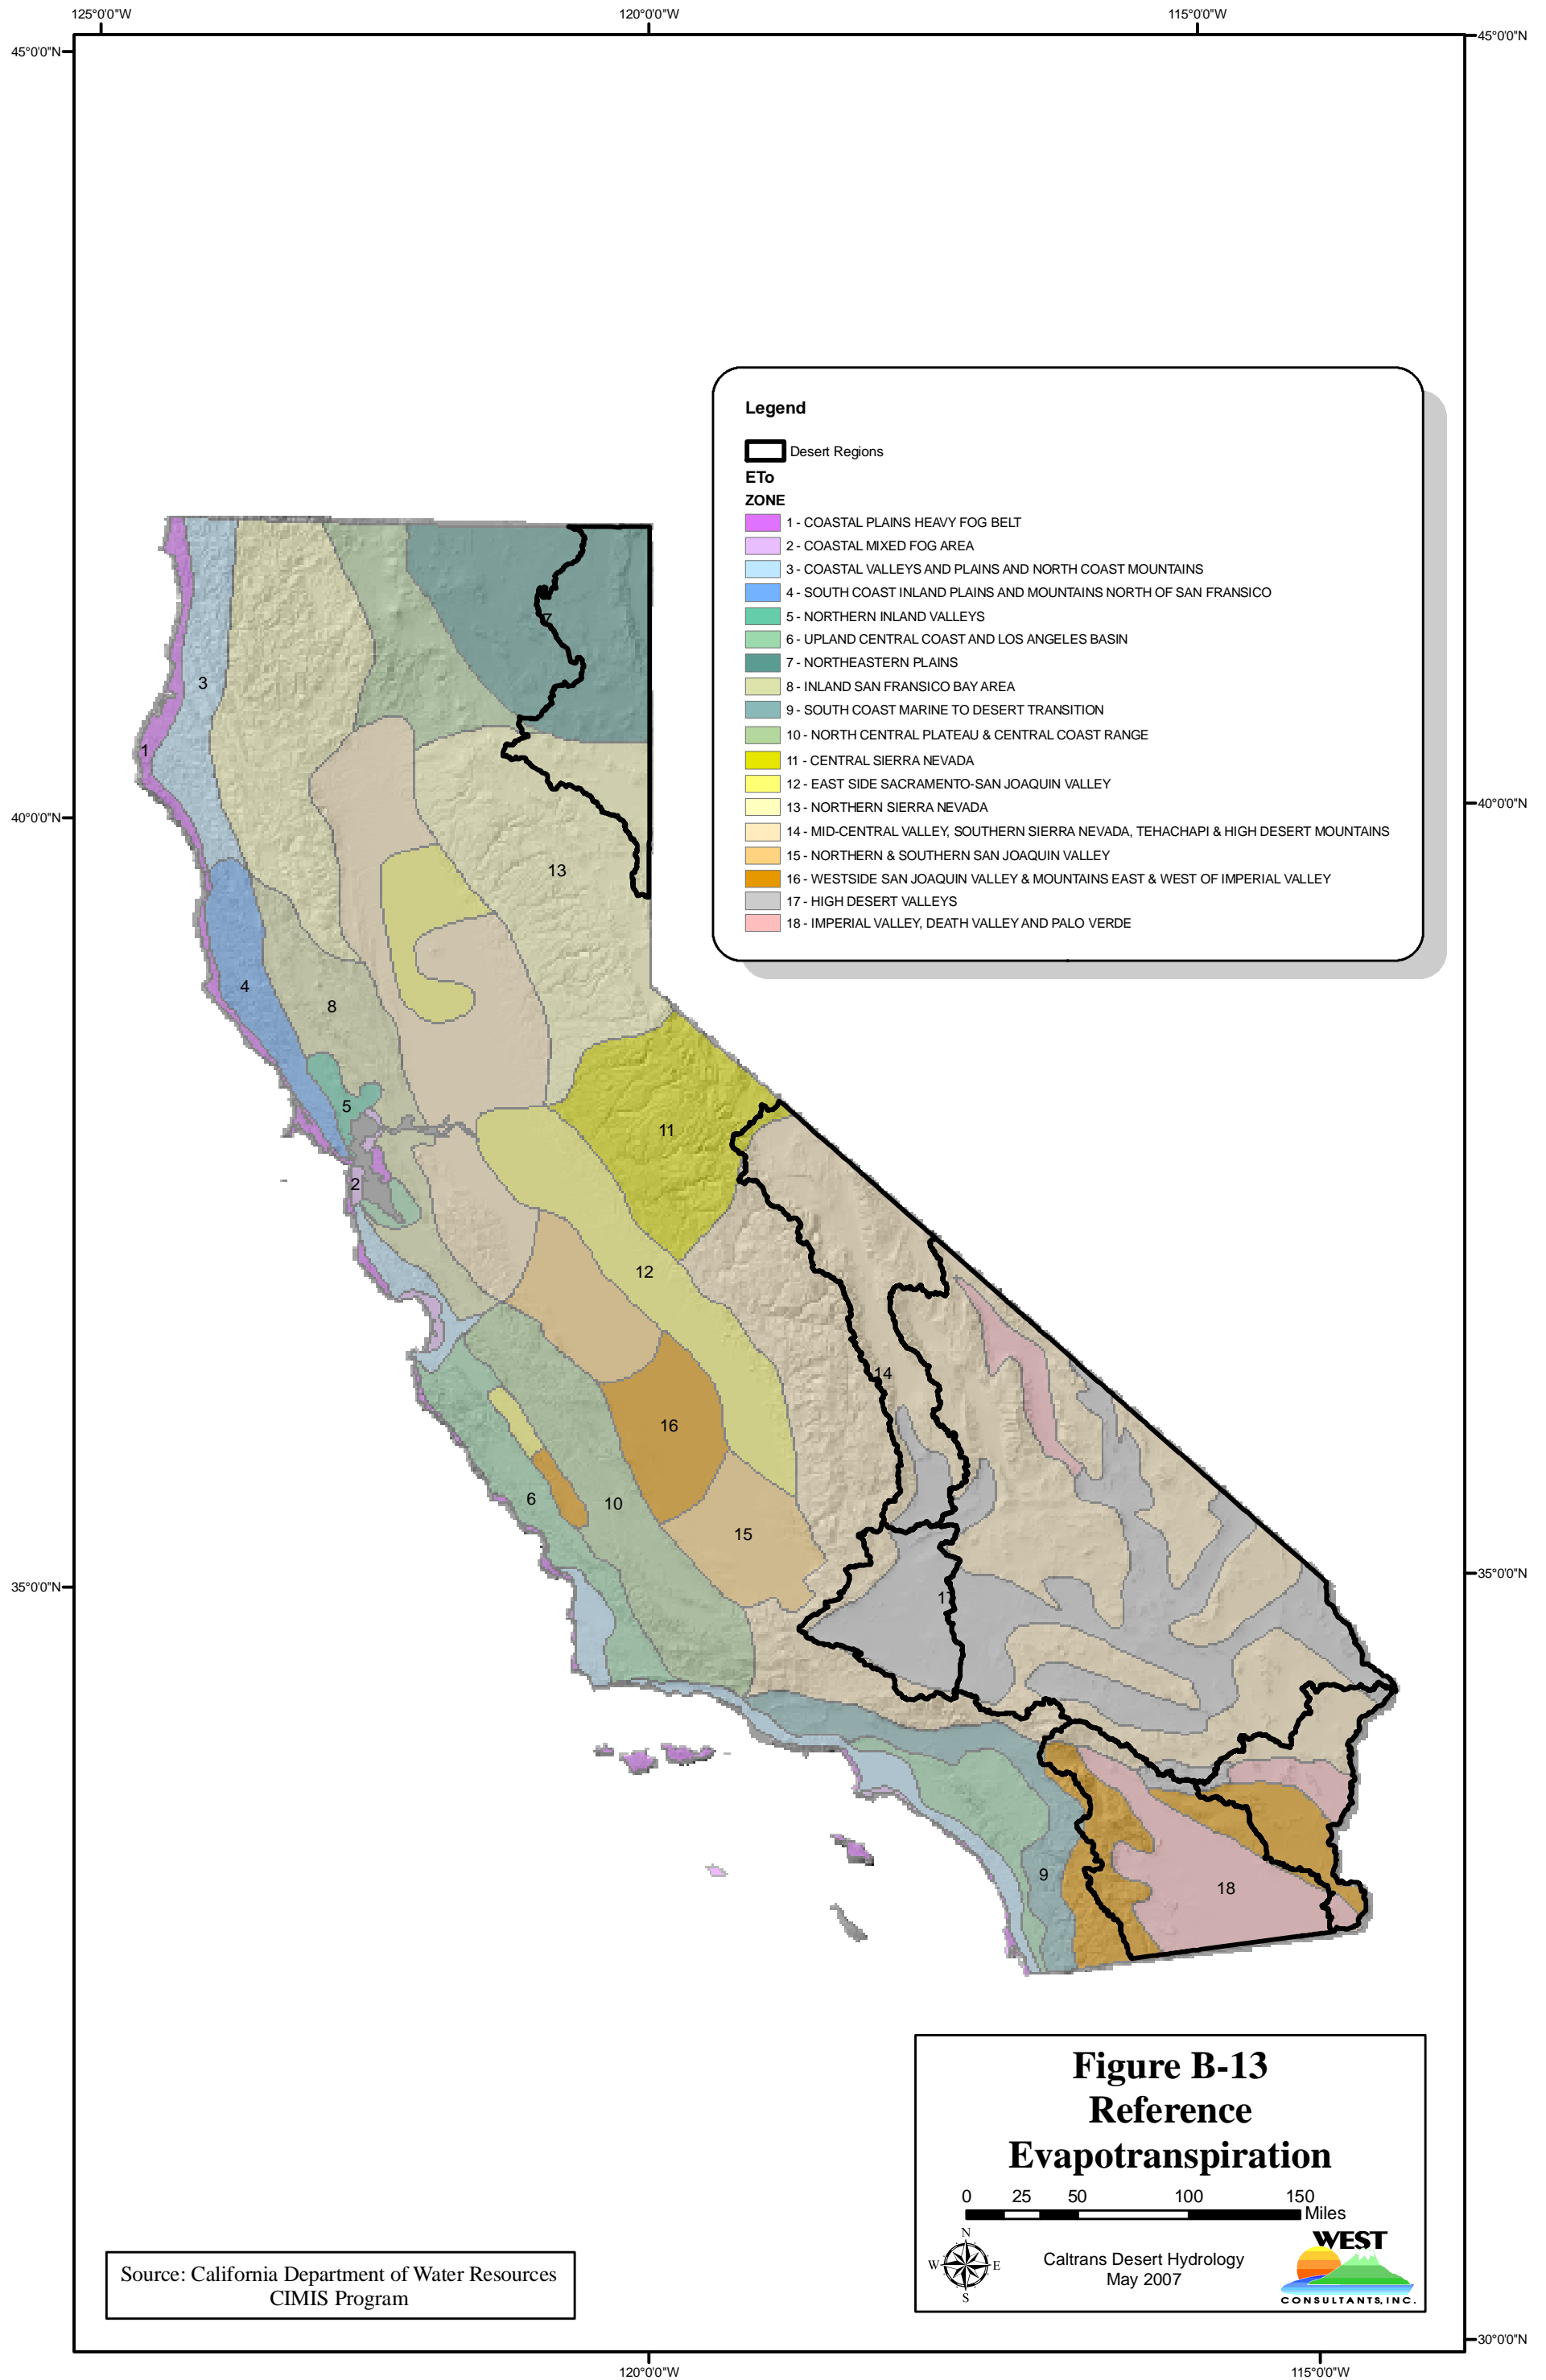 125°0'0"W
120°0'0"W
115°0'0"W
45°0'0"N
45°0'0"N
Legend
Desert Regions
ETo
ZONE
1 - COASTAL PLAINS HEAVY FOG BELT
2 - COASTAL MIXED FOG AREA
3 - COASTAL VALLEYS AND PLAINS AND NORTH COAST MOUNTAINS
4 - SOUTH COAST INLAND PLAINS AND MOUNTAINS NORTH OF SAN FRANSICO
5 - NORTHERN INLAND VALLEYS
6 - UPLAND CENTRAL COAST AND LOS ANGELES BASIN
7 - NORTHEASTERN PLAINS
8 - INLAND SAN FRANSICO BAY AREA
9 - SOUTH COAST MARINE TO DESERT TRANSITION
10 - NORTH CENTRAL PLATEAU & CENTRAL COAST RANGE
11 - CENTRAL SIERRA NEVADA
12 - EAST SIDE SACRAMENTO-SAN JOAQUIN VALLEY
13 - NORTHERN SIERRA NEVADA
14 - MID-CENTRAL VALLEY, SOUTHERN SIERRA NEVADA, TEHACHAPI & HIGH DESERT MOUNTAINS
15 - NORTHERN & SOUTHERN SAN JOAQUIN VALLEY
16 - WESTSIDE SAN JOAQUIN VALLEY & MOUNTAINS EAST & WEST OF IMPERIAL VALLEY
17 - HIGH DESERT VALLEYS
18 - IMPERIAL VALLEY, DEATH VALLEY AND PALO VERDE
7
3
1
40°0'0"N
40°0'0"N
13
4
8
5
11
2
12
14
16
6
10
15
35°0'0"N
35°0'0"N
17
9
18
Figure B-13
Reference
Evapotranspiration
0 25 50 100 150
Miles
N
W E
S
Caltrans Desert Hydrology
May 2007
WEST
CONSULTANTS, INC.
Source: California Department of Water Resources
CIMIS Program
30°0'0"N
120°0'0"W
115°0'0"W